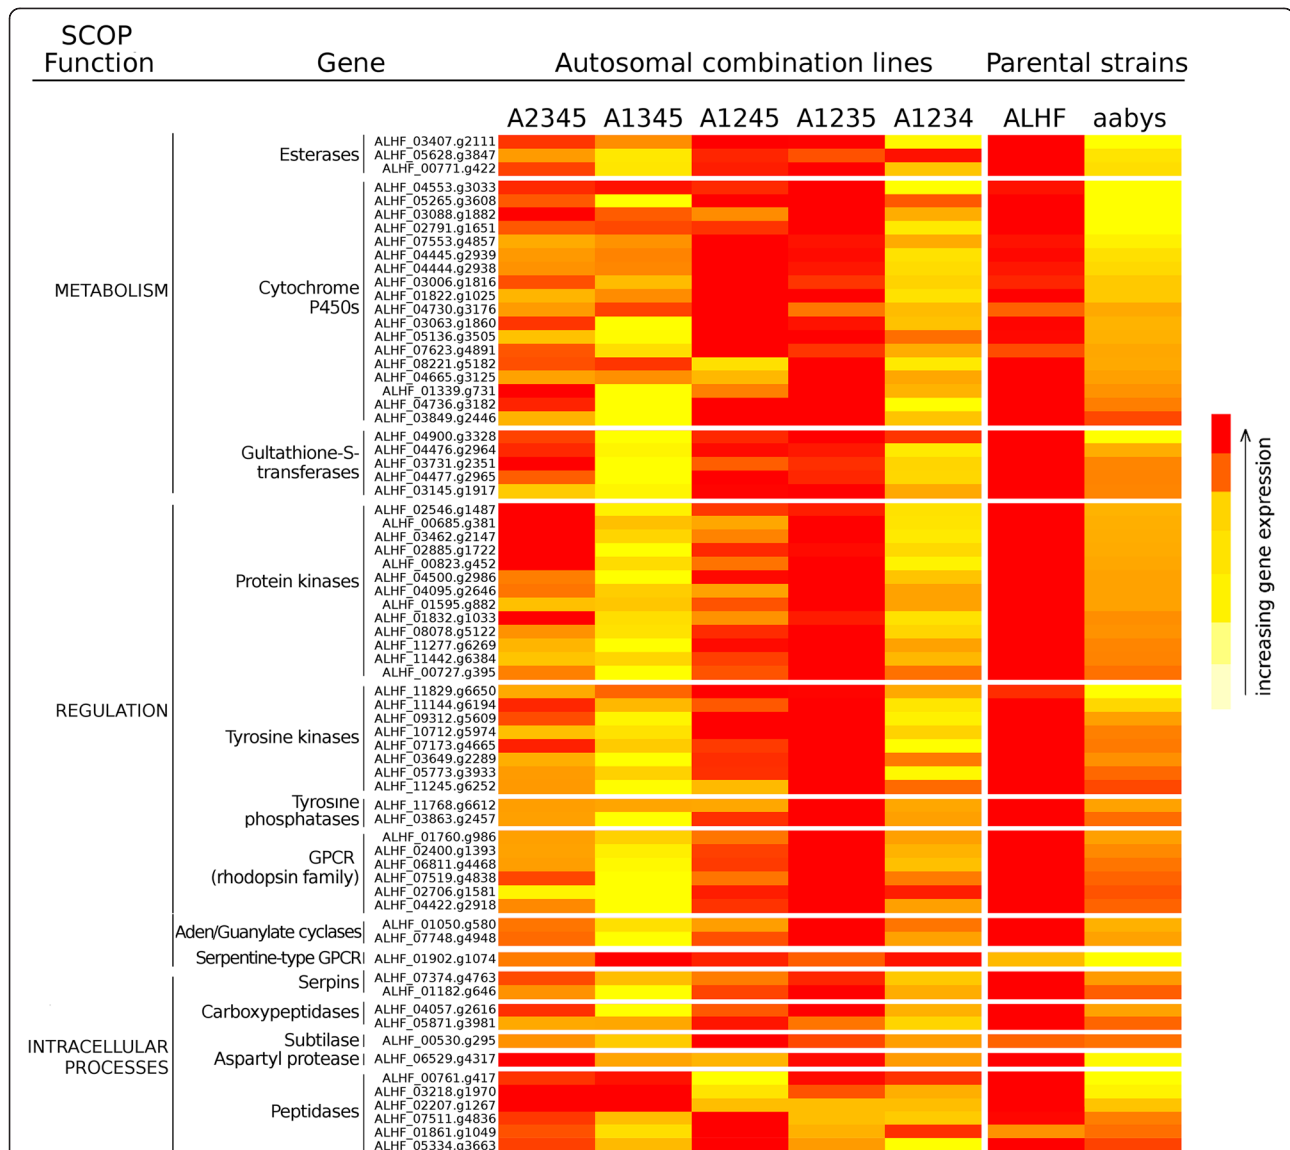 SCOP
Function
Gene
Autosomal combination lines
Parental strains
A2345 A1345 A1245 A1235 A1234 ALHF aabys
METABOLISM
Esterases
ALHF_03407.g2111
ALHF_05628.g3847
ALHF_00771.g422
Cytochrome
P450s
ALHF_04553.g3033
ALHF_05265.g3608
ALHF_03088.g1882
ALHF_02791.g1651
ALHF_07553.g4857
ALHF_04445.g2939
ALHF_04444.g2938
ALHF_03006.g1816
ALHF_01822.g1025
ALHF_04730.g3176
ALHF_03063.g1860
ALHF_05136.g3505
ALHF_07623.g4891
ALHF_08221.g5182
ALHF_04665.g3125
ALHF_01339.g731
ALHF_04736.g3182
ALHF_03849.g2446
Gultathione-S-
transferases
ALHF_04900.g3328
ALHF_04476.g2964
ALHF_03731.g2351
ALHF_04477.g2965
ALHF_03145.g1917
REGULATION
Protein kinases
ALHF_02546.g1487
ALHF_00685.g381
ALHF_03462.g2147
ALHF_02885.g1722
ALHF_00823.g452
ALHF_04500.g2986
ALHF_04095.g2646
ALHF_01595.g882
ALHF_01832.g1033
ALHF_08078.g5122
ALHF_11277.g6269
ALHF_11442.g6384
ALHF_00727.g395
Tyrosine kinases
ALHF_11829.g6650
ALHF_11144.g6194
ALHF_09312.g5609
ALHF_10712.g5974
ALHF_07173.g4665
ALHF_03649.g2289
ALHF_05773.g3933
ALHF_11245.g6252
Tyrosine
phosphatases
ALHF_11768.g6612
ALHF_03863.g2457
GPCR
(rhodopsin family)
ALHF_01760.g986
ALHF_02400.g1393
ALHF_06811.g4468
ALHF_07519.g4838
ALHF_02706.g1581
ALHF_04422.g2918
Aden/Guanylate cyclases
ALHF_01050.g580
ALHF_07748.g4948
Serpentine-type GPCR
ALHF_01902.g1074
INTRACELLULAR
PROCESSES
Serpins
ALHF_07374.g4763
ALHF_01182.g646
Carboxypeptidases
ALHF_04057.g2616
ALHF_05871.g3981
Subtilase
ALHF_00530.g295
Aspartyl protease
ALHF_06529.g4317
Peptidases
ALHF_00761.g417
ALHF_03218.g1970
ALHF_02207.g1267
ALHF_07511.g4836
ALHF_01861.g1049
ALHF_05334.g3663
increasing gene expression